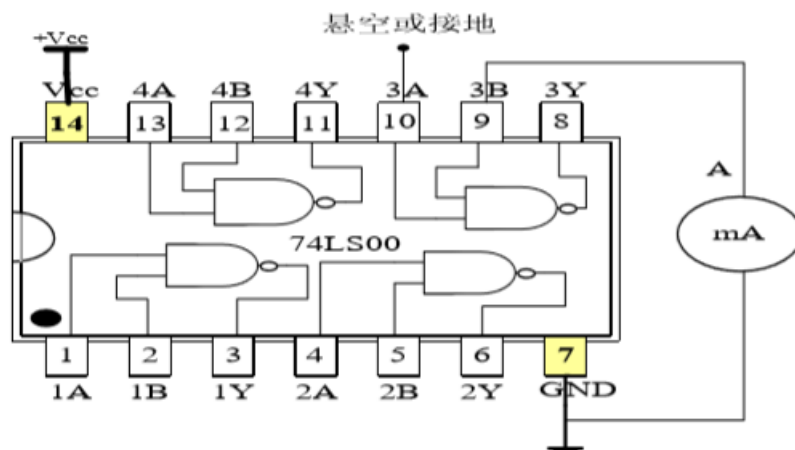 悬空或接地
+Vcc
Vcc 4A 4B 4Y 3A 3B 3Y
14 13 12 11 10 9 8
A
mA
74LS00
1 2 3 4 5 6 7
1A 1B 1Y 2A 2B 2Y GND